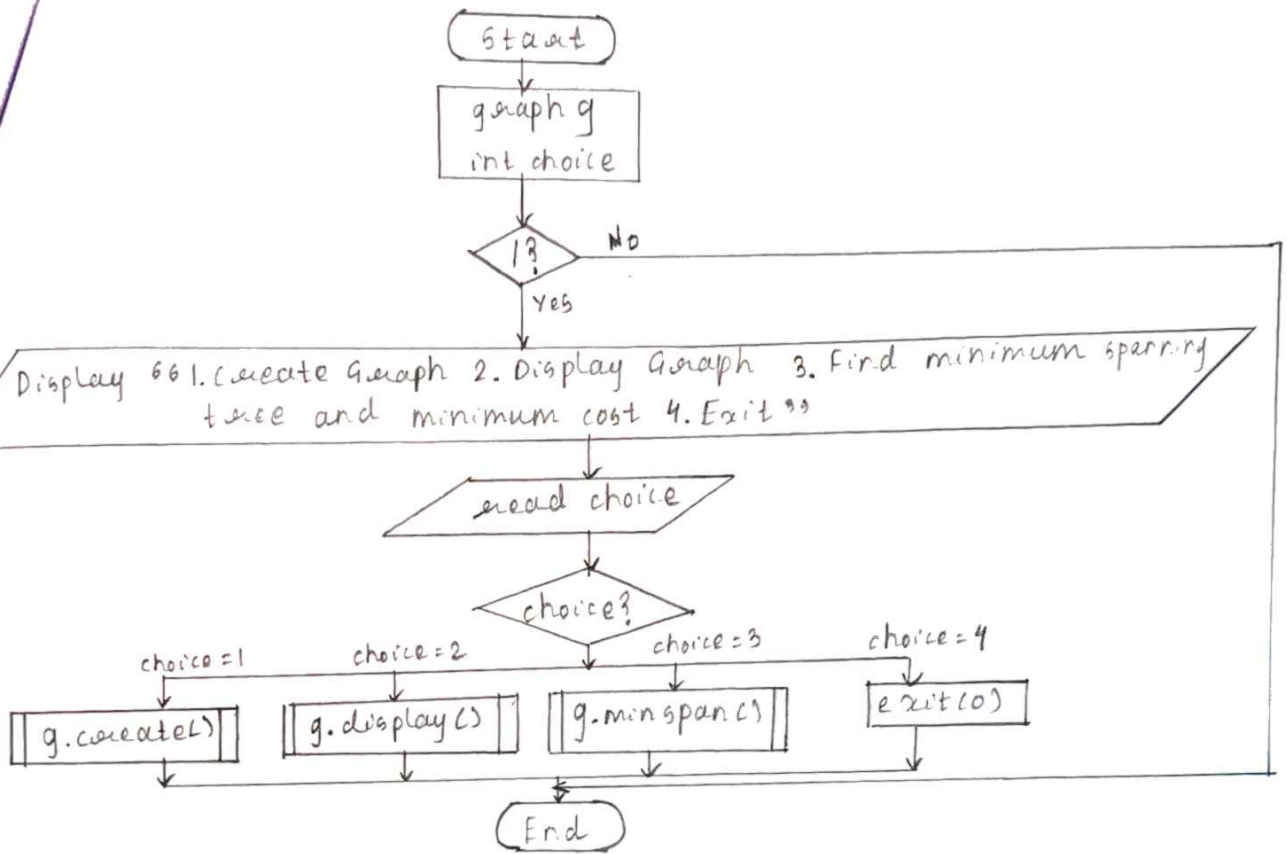 Start
graph g
int choice
1?
No
Yes
Display “1. Create Graph 2. Display Graph 3. Find minimum spanning
tree and minimum cost 4. Exit”
read choice
choice?
choice=1
choice=2
choice=3
choice=4
g.create()
g.display()
g.minspan()
exit(0)
End